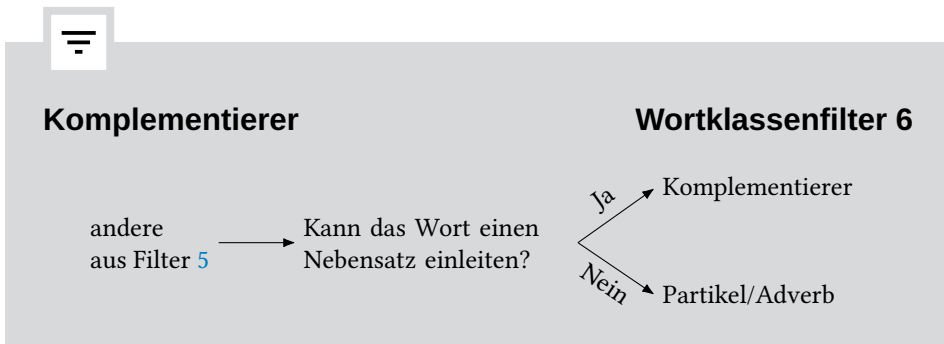 Komplementierer
Wortklassenfilter 6
andere
aus Filter 5
Kann das Wort einen
Nebensatz einleiten?
Ja
Komplementierer
Nein
Partikel/Adverb